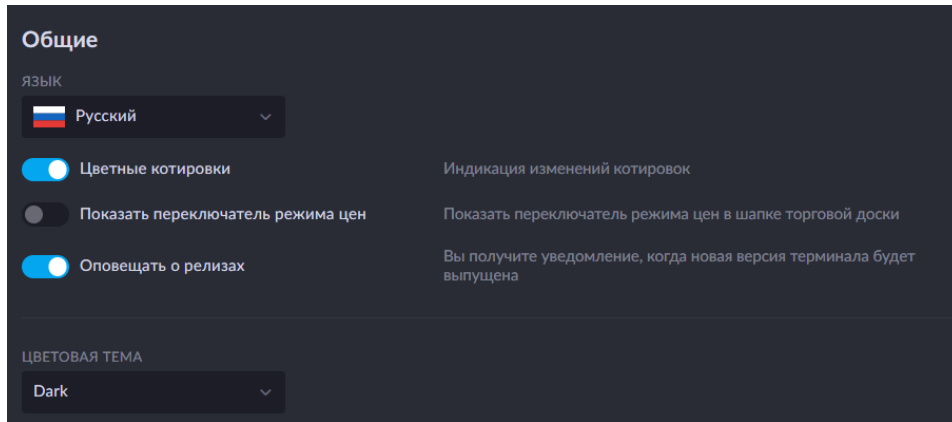 Общие
ЯЗЫК
Русский
Цветные котировки
Индикация изменений котировок
Показать переключатель режима цен
Показать переключатель режима цен в шапке торговой доски
Оповещать о релизах
Вы получите уведомление, когда новая версия терминала будет
выпущена
ЦВЕТОВАЯ ТЕМА
Dark